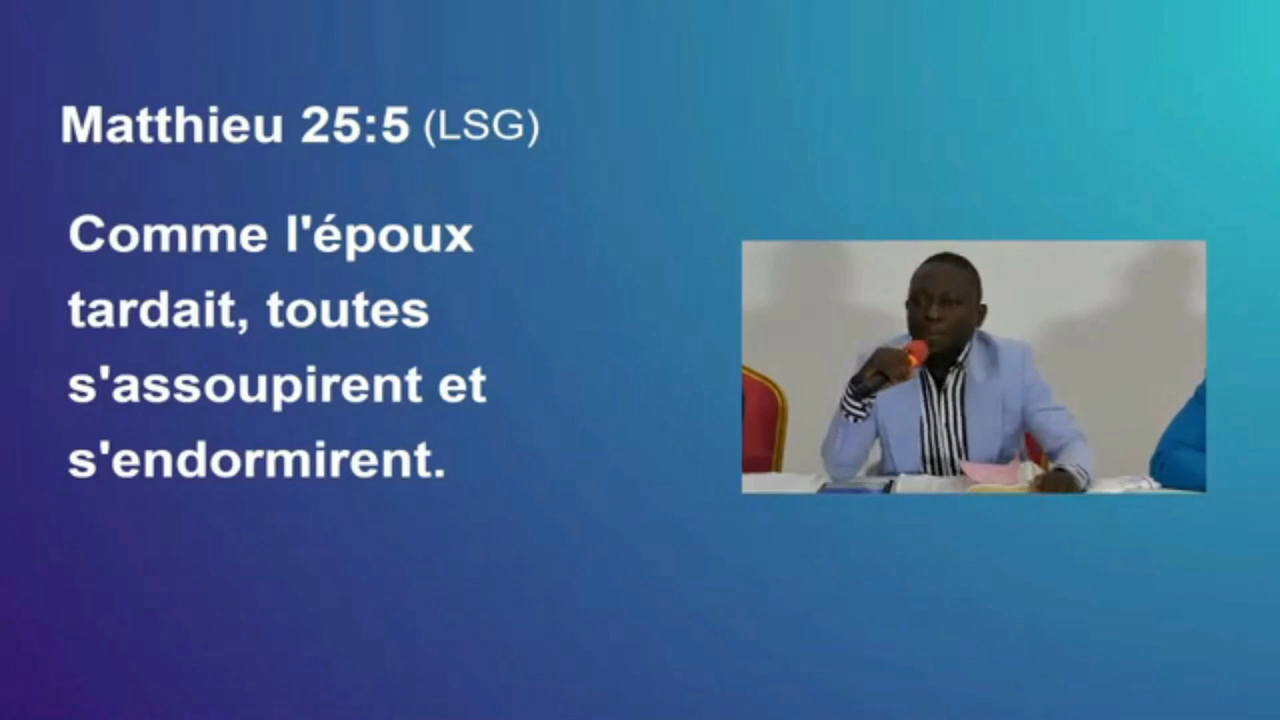 Matthieu 25:5 (LSG)
Comme l'époux
tardait, toutes
s'assoupirent et
s'endormirent.